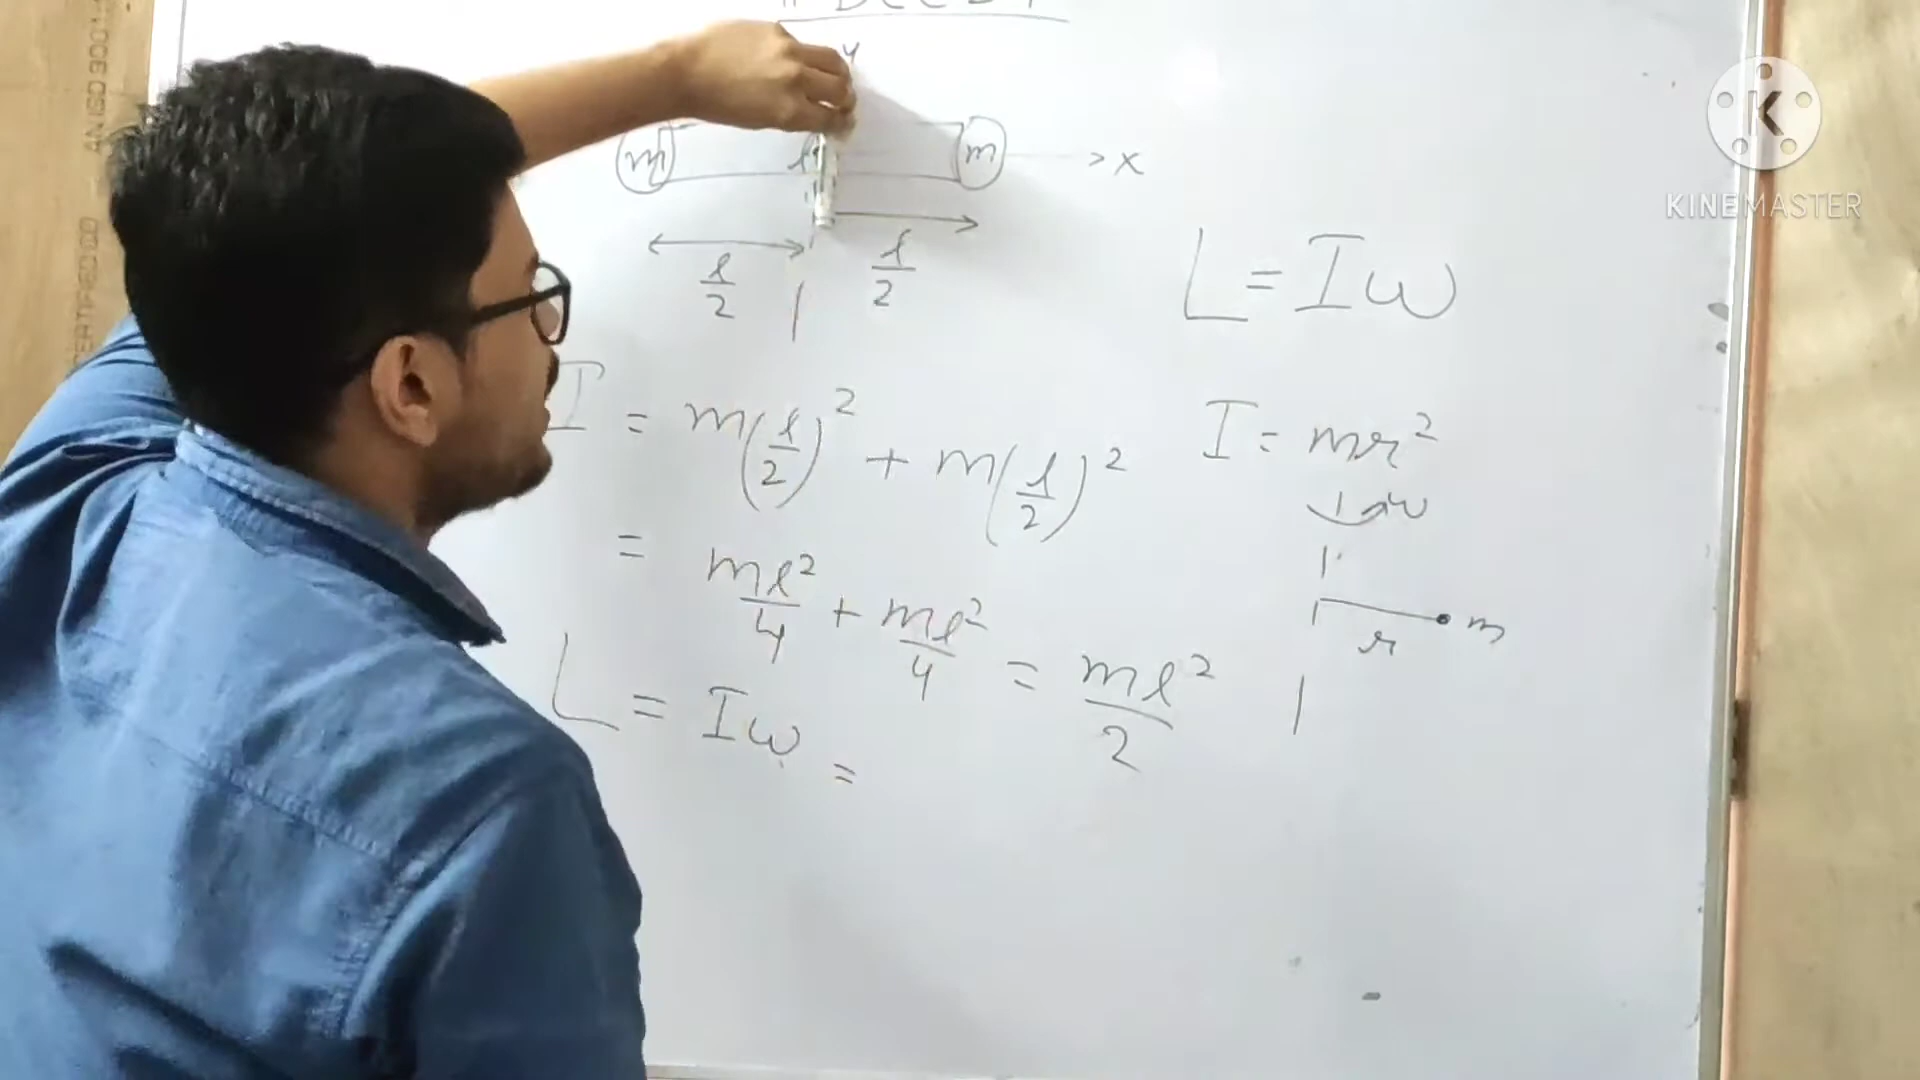 y
m l m > x
l/2 l/2
L = Iω
I = m(l/2)² + m(l/2)²
I = mr²
ω
= ml²/4 + ml²/4 = ml²/2
r m
L = Iω =
KINEMASTER
K